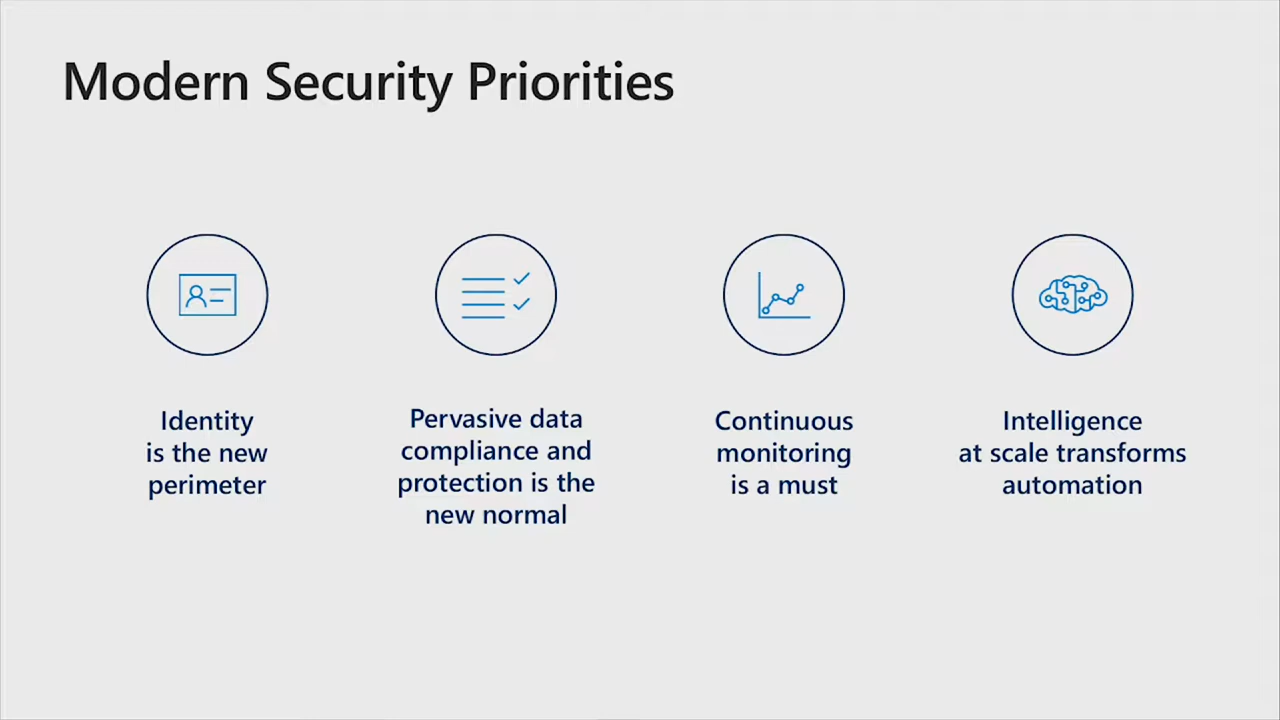 Modern Security Priorities
Identity
is the new
perimeter
Pervasive data
compliance and
protection is the
new normal
Continuous
monitoring
is a must
Intelligence
at scale transforms
automation